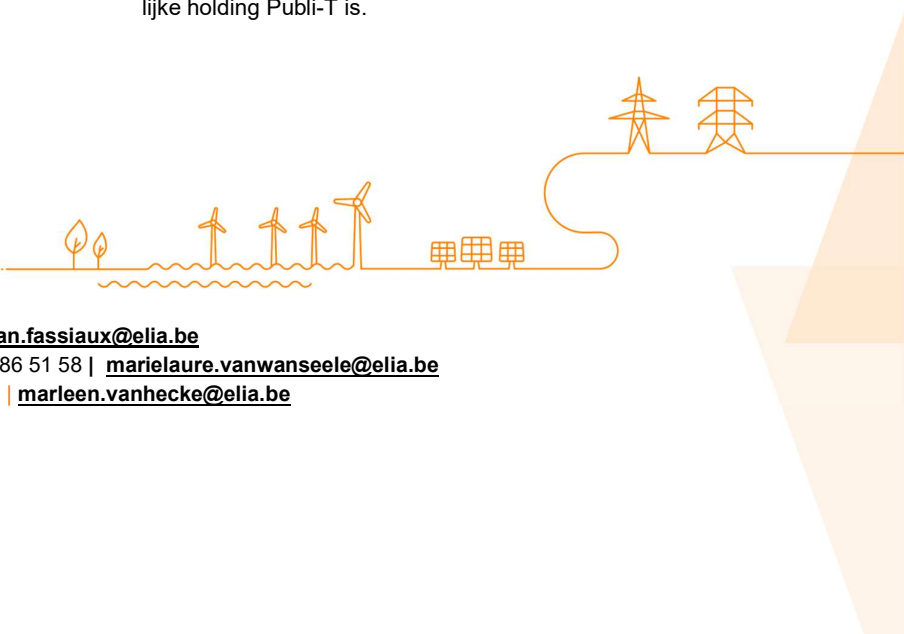 lijke holding Publi-T is.
an.fassiaux@elia.be
86 51 58 | marielaure.vanwanseele@elia.be
| marleen.vanhecke@elia.be